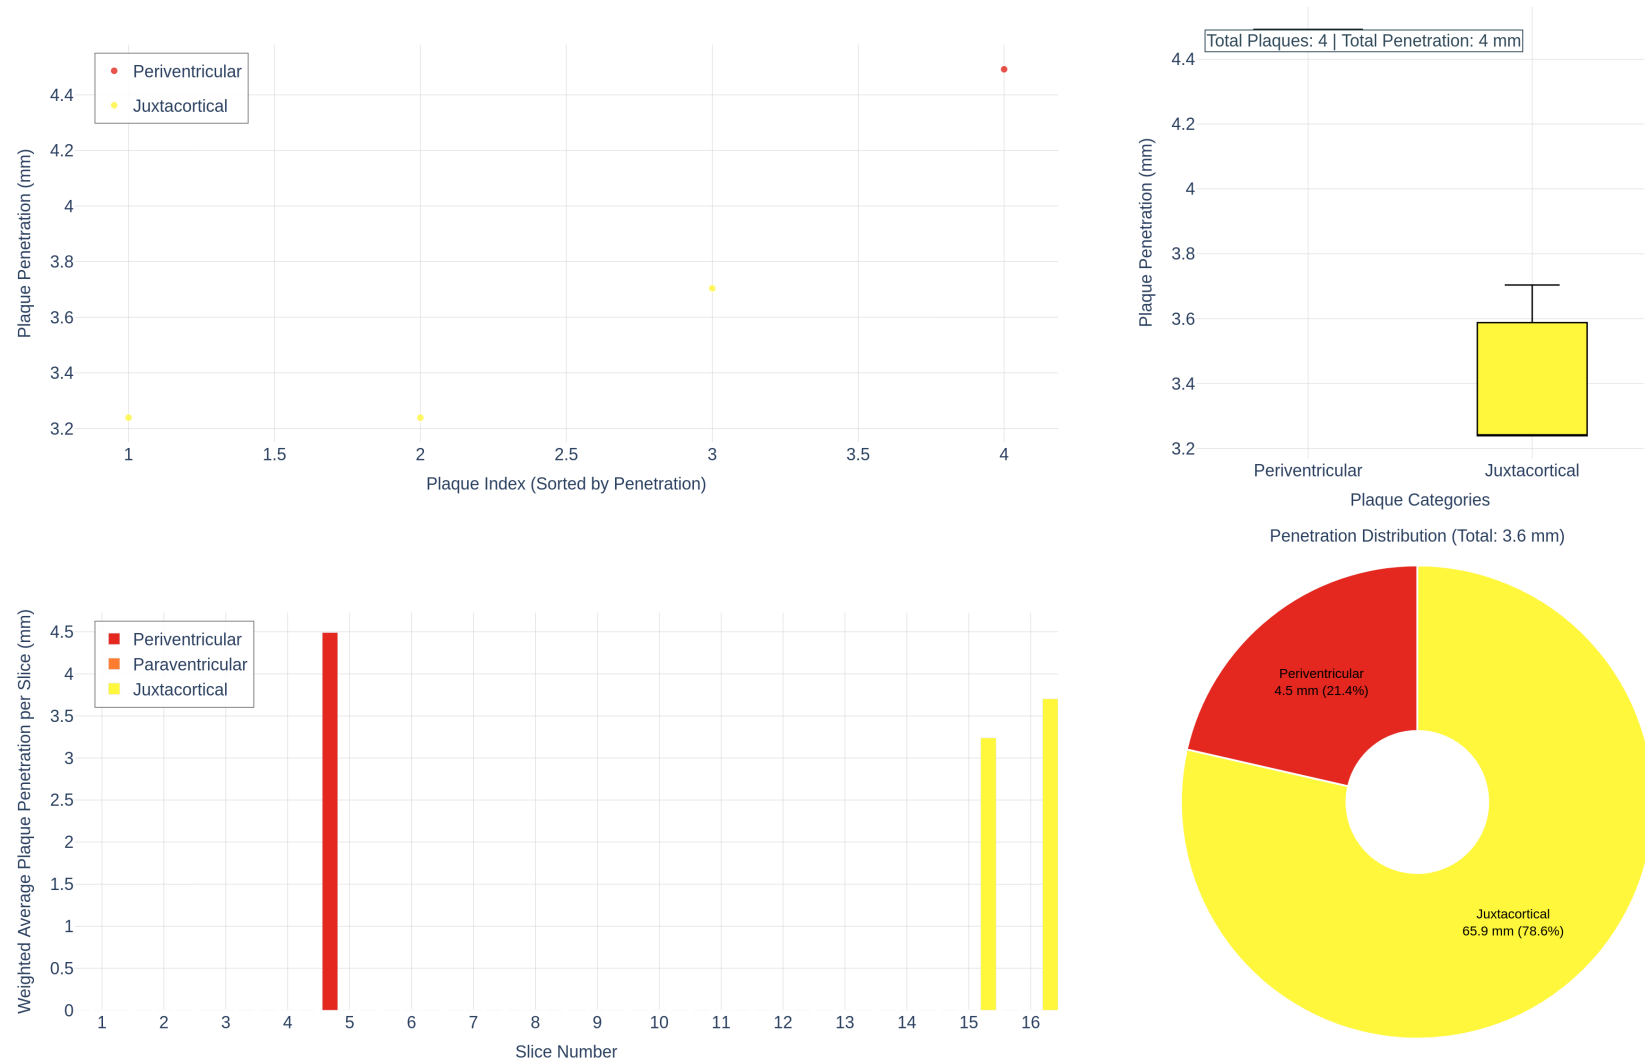 Periventricular
Juxtacortical
Plaque Penetration (mm)
4.4
4.2
4
3.8
3.6
3.4
3.2
1
1.5
2
2.5
3
3.5
4
Plaque Index (Sorted by Penetration)
Total Plaques: 4 | Total Penetration: 4 mm
Plaque Penetration (mm)
4.4
4.2
4
3.8
3.6
3.4
3.2
Periventricular
Juxtacortical
Plaque Categories
Periventricular
Paraventricular
Juxtacortical
Weighted Average Plaque Penetration per Slice (mm)
4.5
4
3.5
3
2.5
2
1.5
1
0.5
0
1
2
3
4
5
6
7
8
9
10
11
12
13
14
15
16
Slice Number
Penetration Distribution (Total: 3.6 mm)
Periventricular
4.5 mm (21.4%)
Juxtacortical
65.9 mm (78.6%)